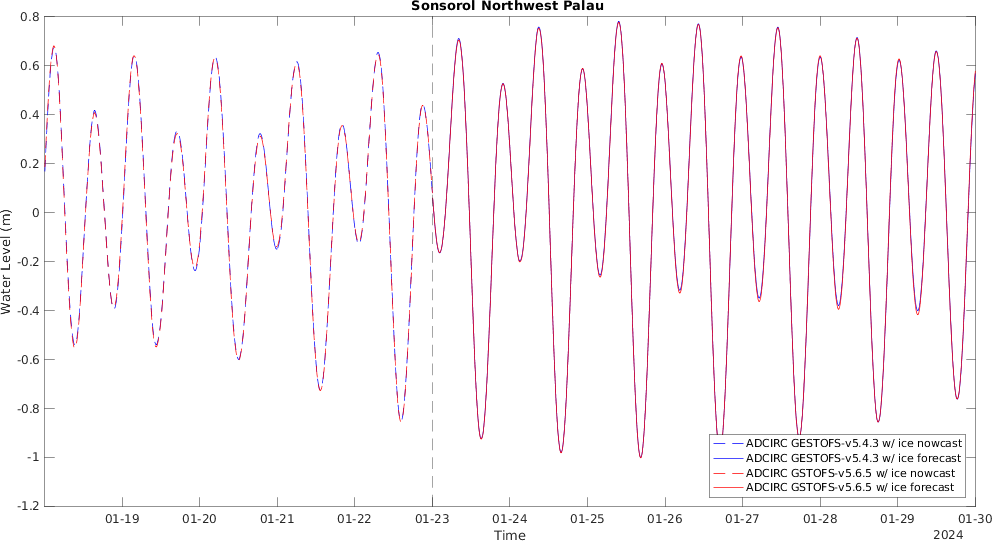 Sonsorol Northwest Palau
0.8
0.6
0.4
0.2
0
-0.2
-0.4
-0.6
-0.8
-1
-1.2
Water Level (m)
ADCIRC GESTOFS-v5.4.3 w/ ice nowcast
ADCIRC GESTOFS-v5.4.3 w/ ice forecast
ADCIRC GSTOFS-v5.6.5 w/ ice nowcast
ADCIRC GSTOFS-v5.6.5 w/ ice forecast
01-19 01-20 01-21 01-22 01-23 01-24 01-25 01-26 01-27 01-28 01-29 01-30
Time
2024